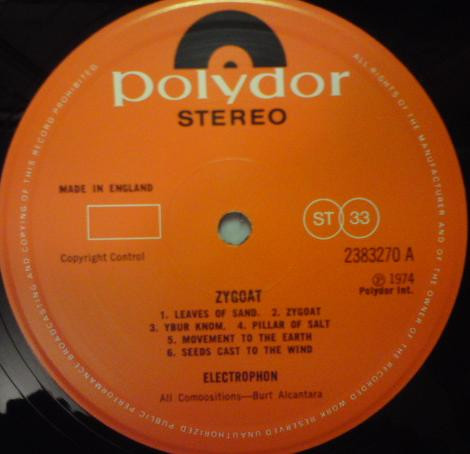 polydor
STEREO
MADE IN ENGLAND
ST 33
Copyright Control
2383270 A
Ⓟ 1974
Polydor Int.
ZYGOAT
1. LEAVES OF SAND. 2. ZYGOAT
3. YBUR KNOM. 4. PILLAR OF SALT
5. MOVEMENT TO THE EARTH
6. SEEDS CAST TO THE WIND
ELECTROPHON
All Compositions—Burt Alcantara
ALL RIGHTS OF THE MANUFACTURER AND OF THE OWNER OF THE RECORDED WORK RESERVED UNAUTHORIZED PUBLIC PERFORMANCE BROADCASTING AND COPYING OF THIS RECORD PROHIBITED